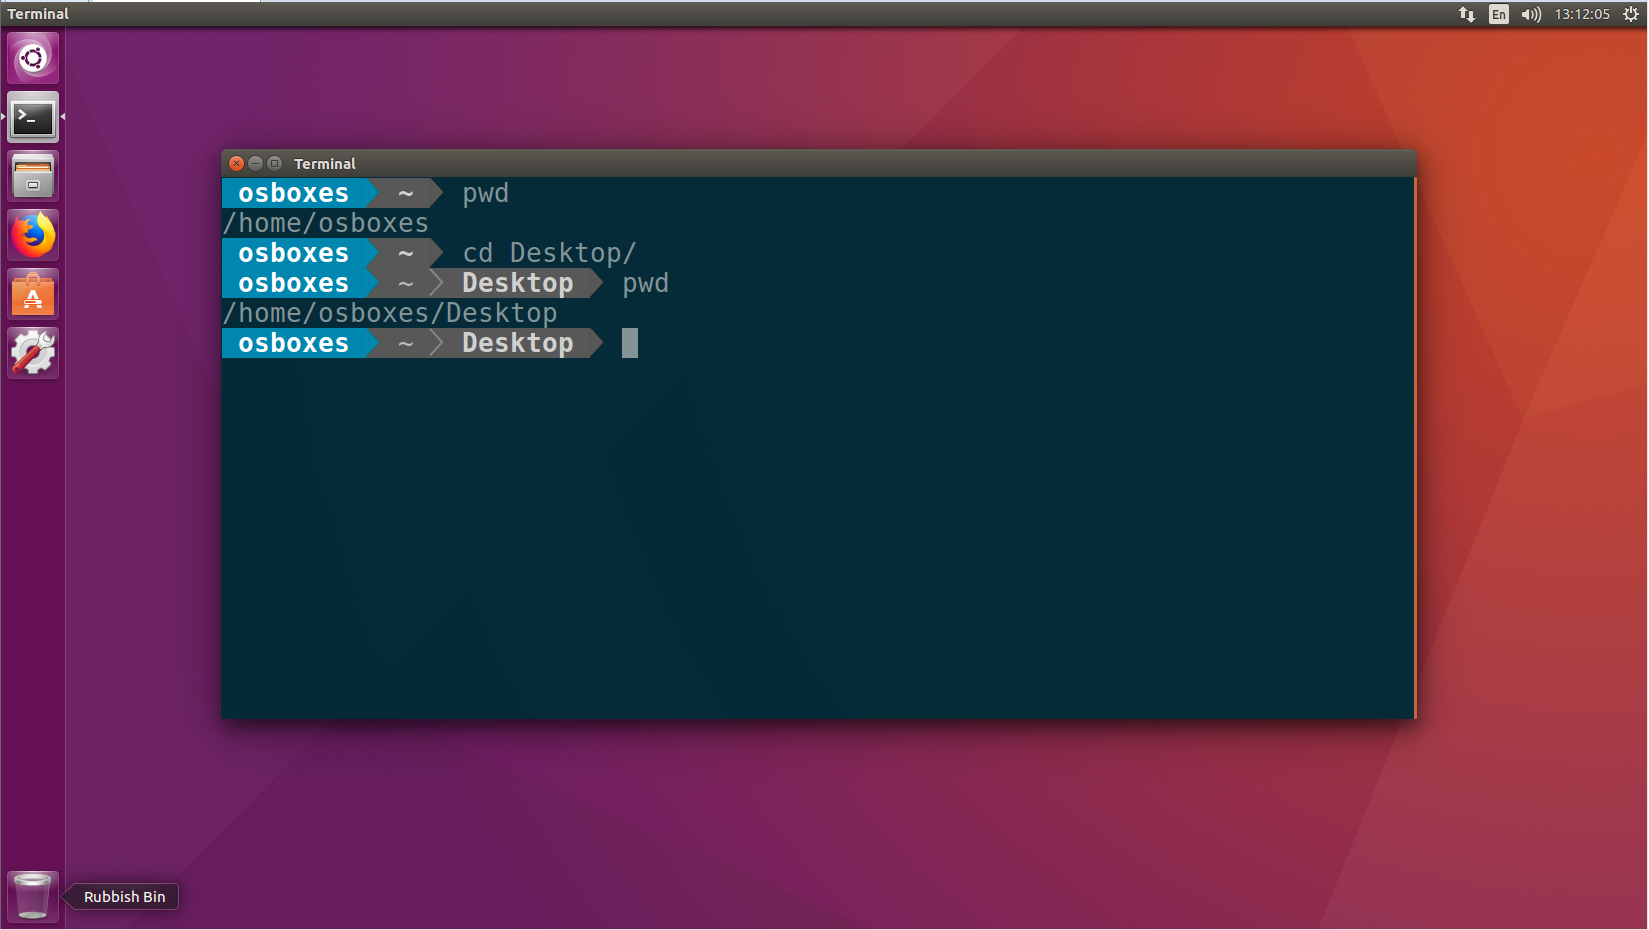 Terminal
En 13:12:05
Terminal
osboxes ~ pwd
/home/osboxes
osboxes ~ cd Desktop/
osboxes ~ Desktop pwd
/home/osboxes/Desktop
osboxes ~ Desktop
Rubbish Bin